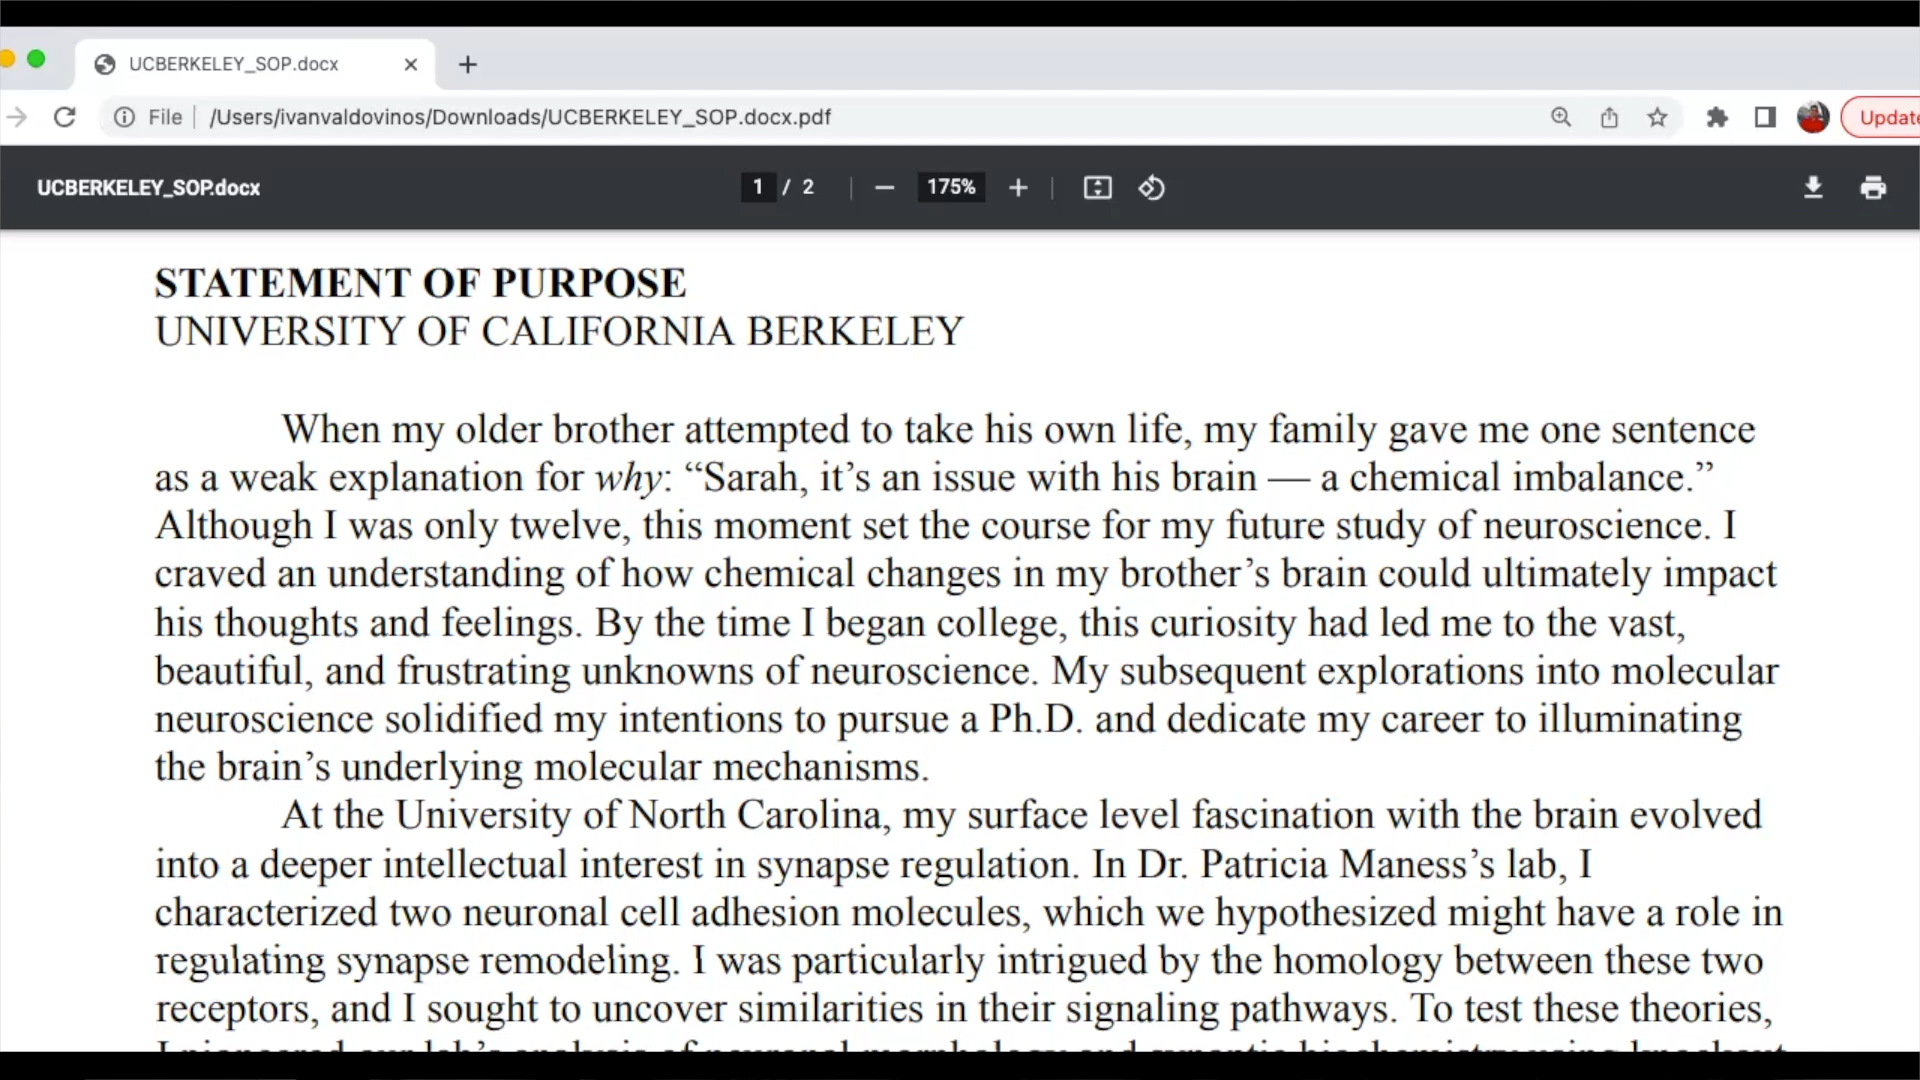 UCBERKELEY_SOP.docx
File /Users/ivanvaldovinos/Downloads/UCBERKELEY_SOP.docx.pdf
UCBERKELEY_SOP.docx 1 / 2 175%
STATEMENT OF PURPOSE
UNIVERSITY OF CALIFORNIA BERKELEY
When my older brother attempted to take his own life, my family gave me one sentence
as a weak explanation for why: “Sarah, it’s an issue with his brain — a chemical imbalance.”
Although I was only twelve, this moment set the course for my future study of neuroscience. I
craved an understanding of how chemical changes in my brother’s brain could ultimately impact
his thoughts and feelings. By the time I began college, this curiosity had led me to the vast,
beautiful, and frustrating unknowns of neuroscience. My subsequent explorations into molecular
neuroscience solidified my intentions to pursue a Ph.D. and dedicate my career to illuminating
the brain’s underlying molecular mechanisms.
At the University of North Carolina, my surface level fascination with the brain evolved
into a deeper intellectual interest in synapse regulation. In Dr. Patricia Maness’s lab, I
characterized two neuronal cell adhesion molecules, which we hypothesized might have a role in
regulating synapse remodeling. I was particularly intrigued by the homology between these two
receptors, and I sought to uncover similarities in their signaling pathways. To test these theories,